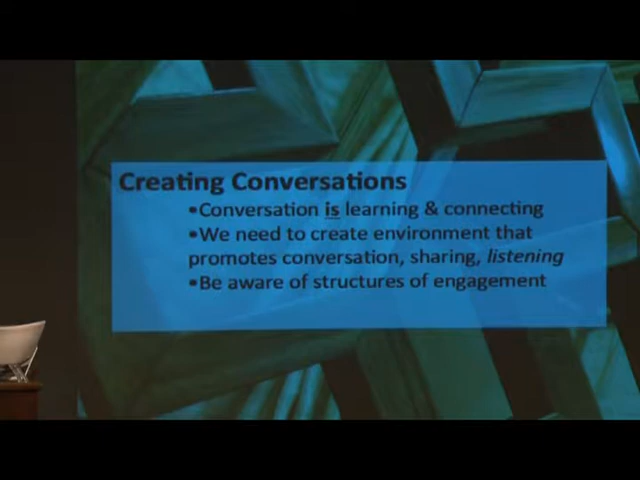 Creating Conversations
▪Conversation is learning & connecting
▪We need to create environment that
promotes conversation, sharing, listening
▪Be aware of structures of engagement